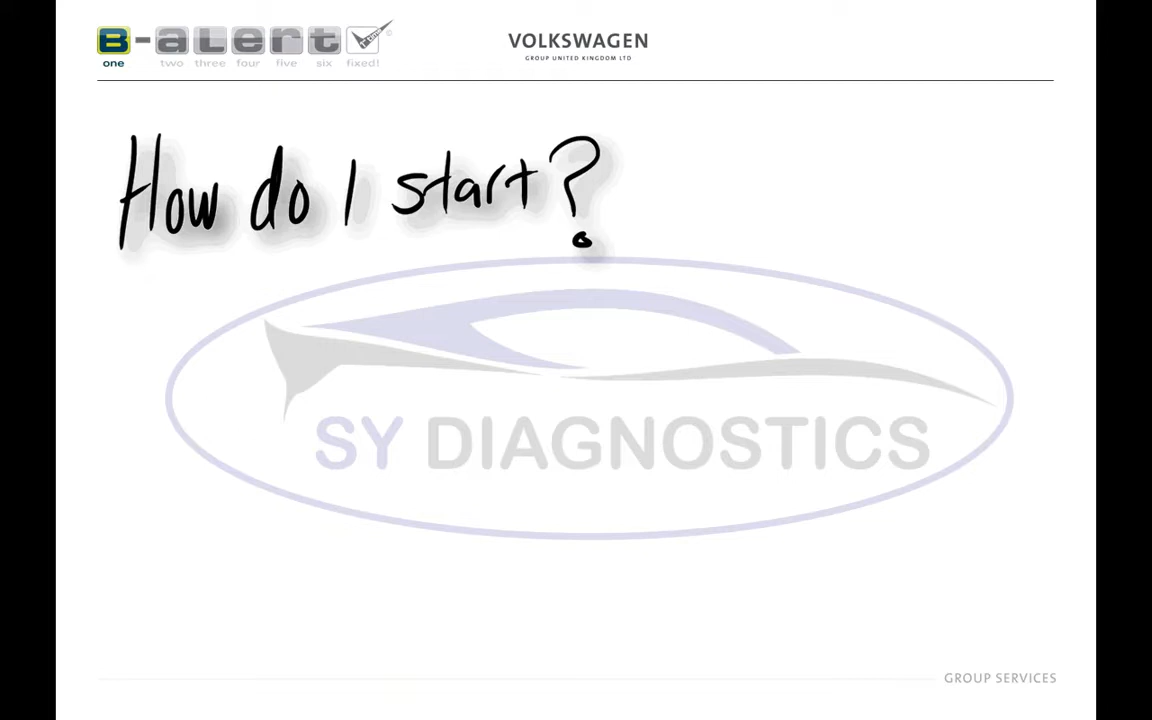 B-alert
one two three four five six fixed!
VOLKSWAGEN
GROUP UNITED KINGDOM LTD
How do I start?
SY DIAGNOSTICS
GROUP SERVICES